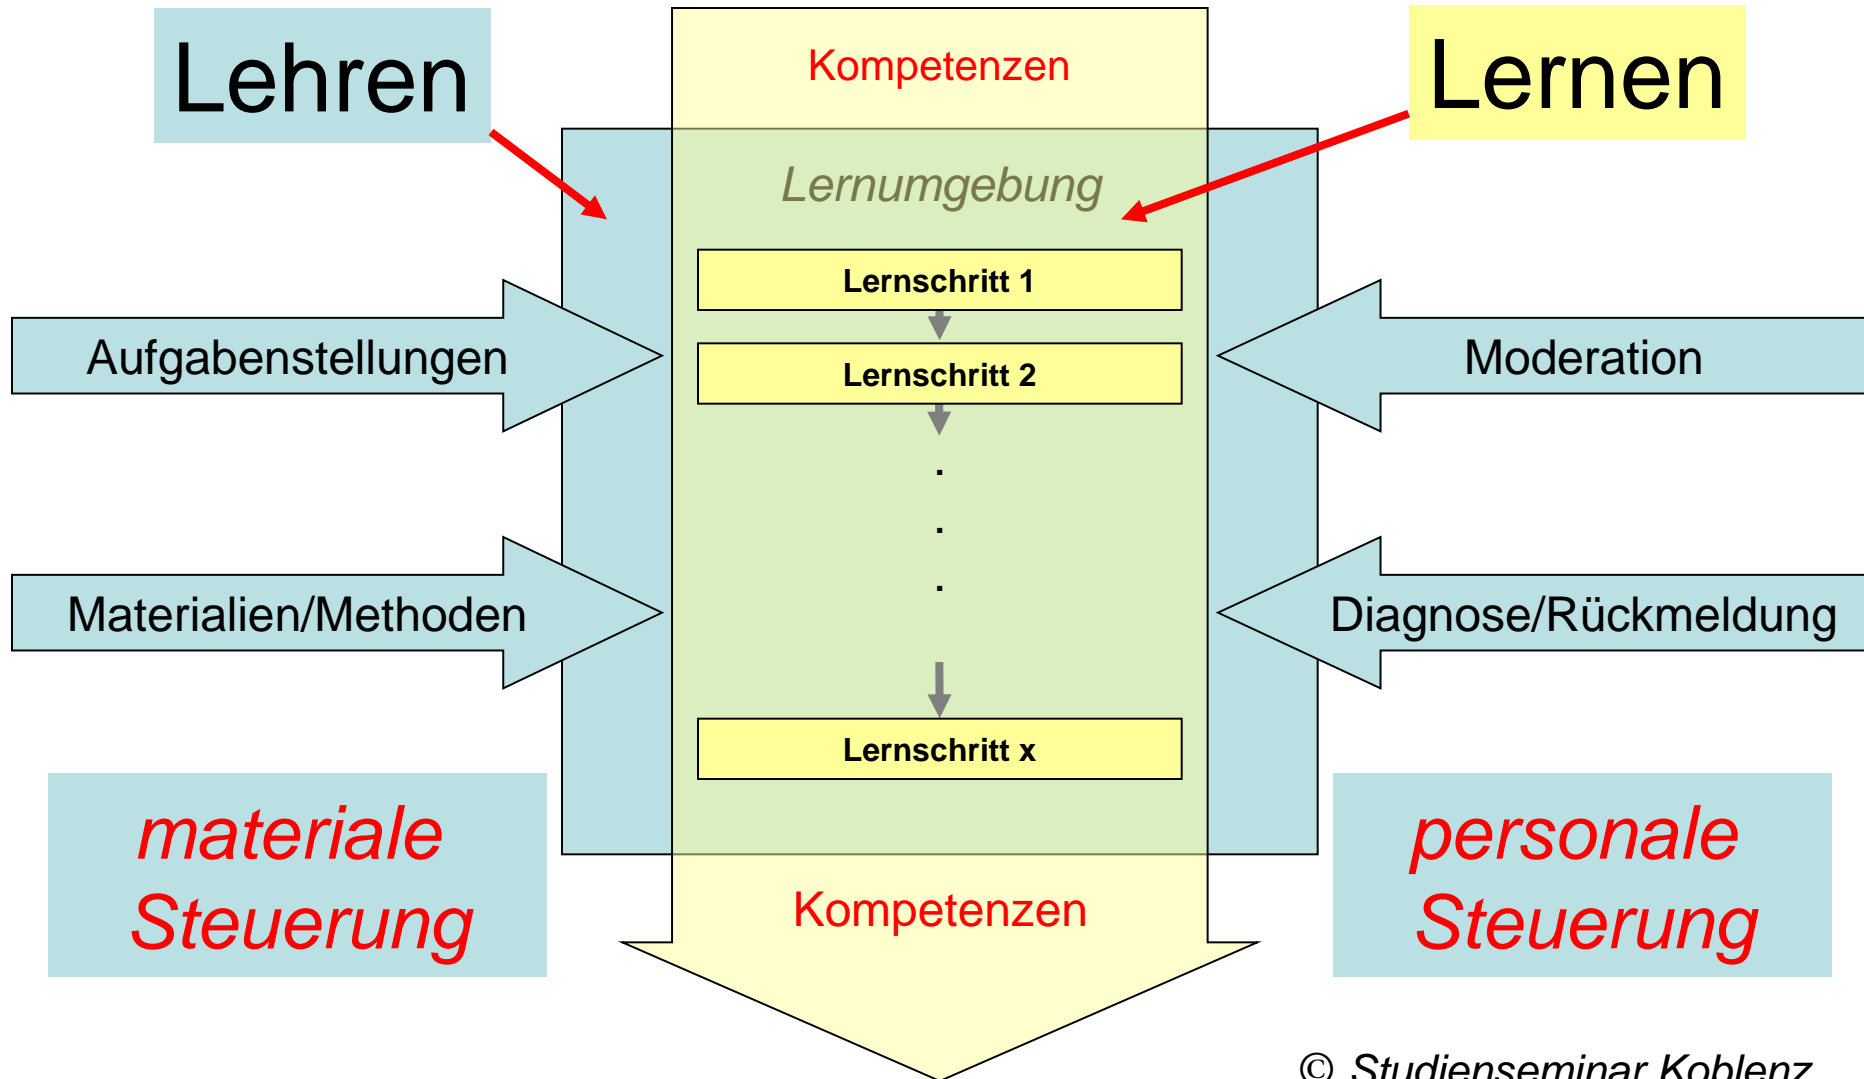 Lehren
Kompetenzen
Lernen
Lernumgebung
Lernschritt 1
Aufgabenstellungen
Lernschritt 2
Moderation
.
.
.
Materialien/Methoden
Diagnose/Rückmeldung
Lernschritt x
materiale
Steuerung
Kompetenzen
personale
Steuerung
© Studienseminar Koblenz